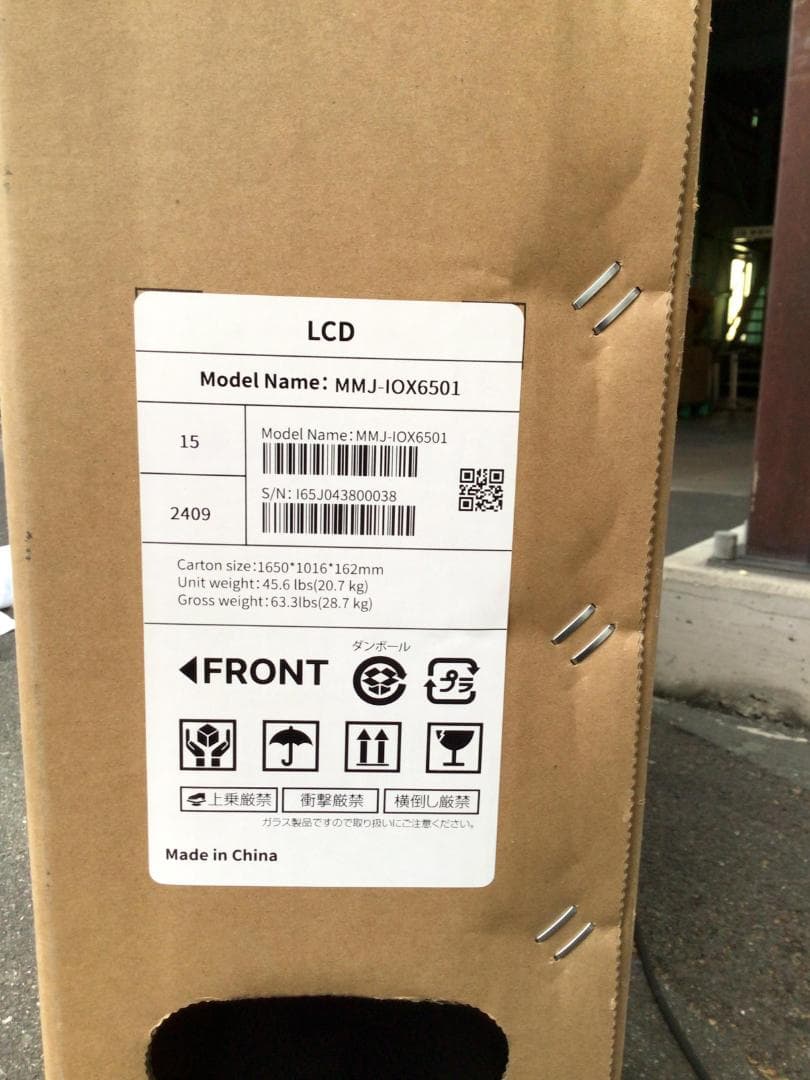 LCD
Model Name: MMJ-IOX6501
15
Model Name:MMJ-IOX6501
S/N: I65J043800038
2409
Carton size:1650*1016*162mm
Unit weight:45.6 lbs(20.7 kg)
Gross weight:63.3lbs(28.7 kg)
ダンボール
FRONT
プラ
上乗厳禁 衝撃厳禁 横倒し厳禁
ガラス製品ですので取り扱いにご注意ください。
Made in China